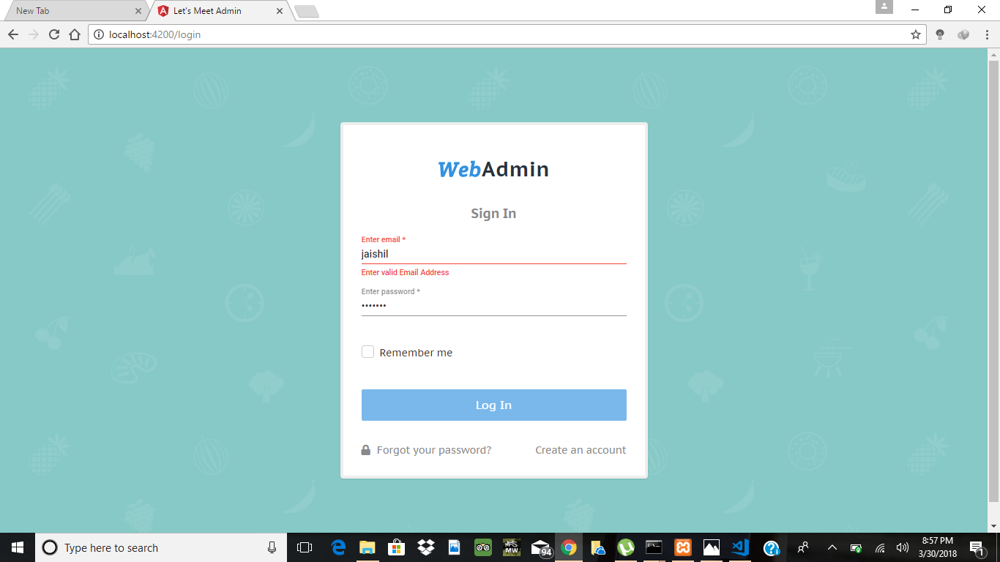 New Tab
Let's Meet Admin
localhost:4200/login
WebAdmin
Sign In
Enter email *
jaishil
Enter valid Email Address
Enter password *
•••••••
Remember me
Log In
Forgot your password?
Create an account
Type here to search
MW
94
8:57 PM
3/30/2018
1